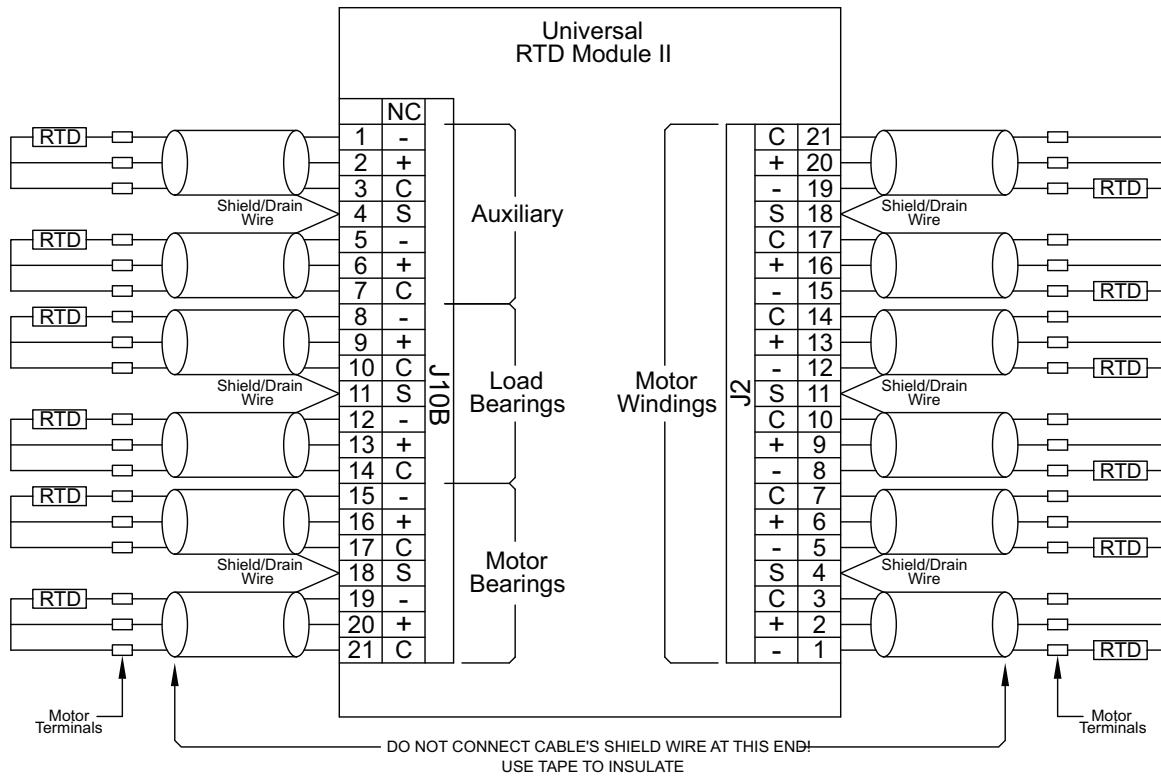 Universal
RTD Module II
NC
RTD 1 -
2 +
3 C
Shield/Drain
Wire
4 S
RTD 5 -
6 +
7 C
Auxiliary
RTD 8 -
9 +
10 C
Shield/Drain
Wire
11 S
RTD 12 -
13 +
14 C
Load
Bearings
J10B
RTD 15 -
16 +
17 C
Shield/Drain
Wire
18 S
RTD 19 -
20 +
21 C
Motor
Bearings
Motor
Windings
J2
C 21
+ 20
- 19 RTD
S 18
Shield/Drain
Wire
C 17
+ 16
- 15 RTD
C 14
+ 13
- 12 RTD
S 11
Shield/Drain
Wire
C 10
+ 9
- 8 RTD
C 7
+ 6
- 5 RTD
S 4
Shield/Drain
Wire
C 3
+ 2
- 1 RTD
Motor
Terminals
Motor
Terminals
DO NOT CONNECT CABLE'S SHIELD WIRE AT THIS END!
USE TAPE TO INSULATE